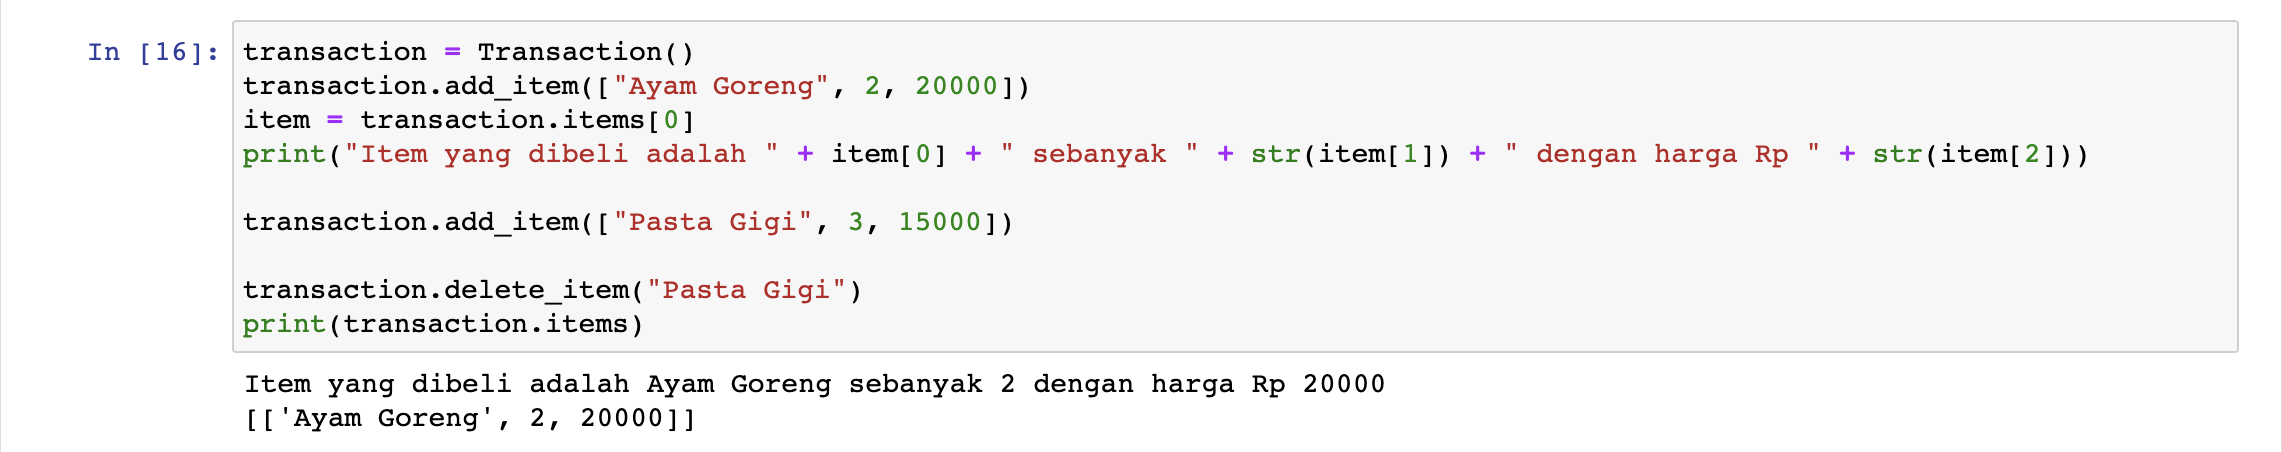 In [16]: transaction = Transaction()
transaction.add_item(["Ayam Goreng", 2, 20000])
item = transaction.items[0]
print("Item yang dibeli adalah " + item[0] + " sebanyak " + str(item[1]) + " dengan harga Rp " + str(item[2]))
transaction.add_item(["Pasta Gigi", 3, 15000])
transaction.delete_item("Pasta Gigi")
print(transaction.items)
Item yang dibeli adalah Ayam Goreng sebanyak 2 dengan harga Rp 20000
[['Ayam Goreng', 2, 20000]]